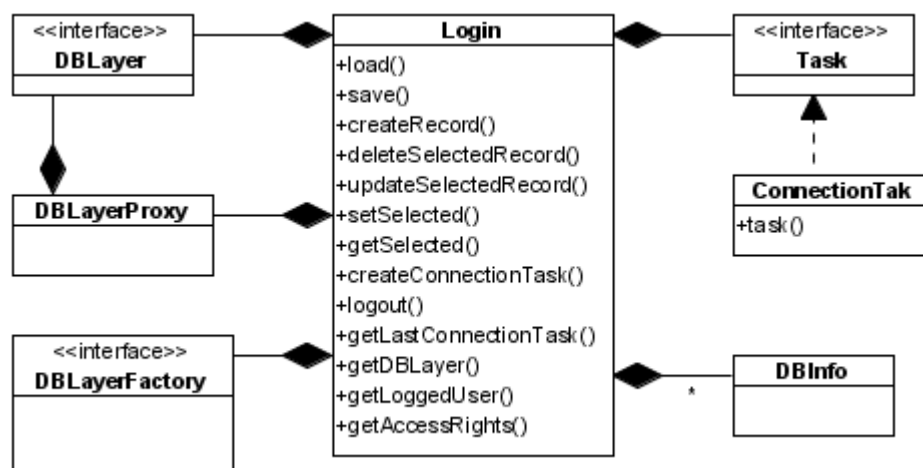 <<interface>>
DBLayer
DBLayerProxy
<<interface>>
DBLayerFactory
Login
+load()
+save()
+createRecord()
+deleteSelectedRecord()
+updateSelectedRecord()
+setSelected()
+getSelected()
+createConnectionTask()
+logout()
+getLastConnectionTask()
+getDBLayer()
+getLoggedUser()
+getAccessRights()
<<interface>>
Task
ConnectionTak
+task()
DBInfo
*